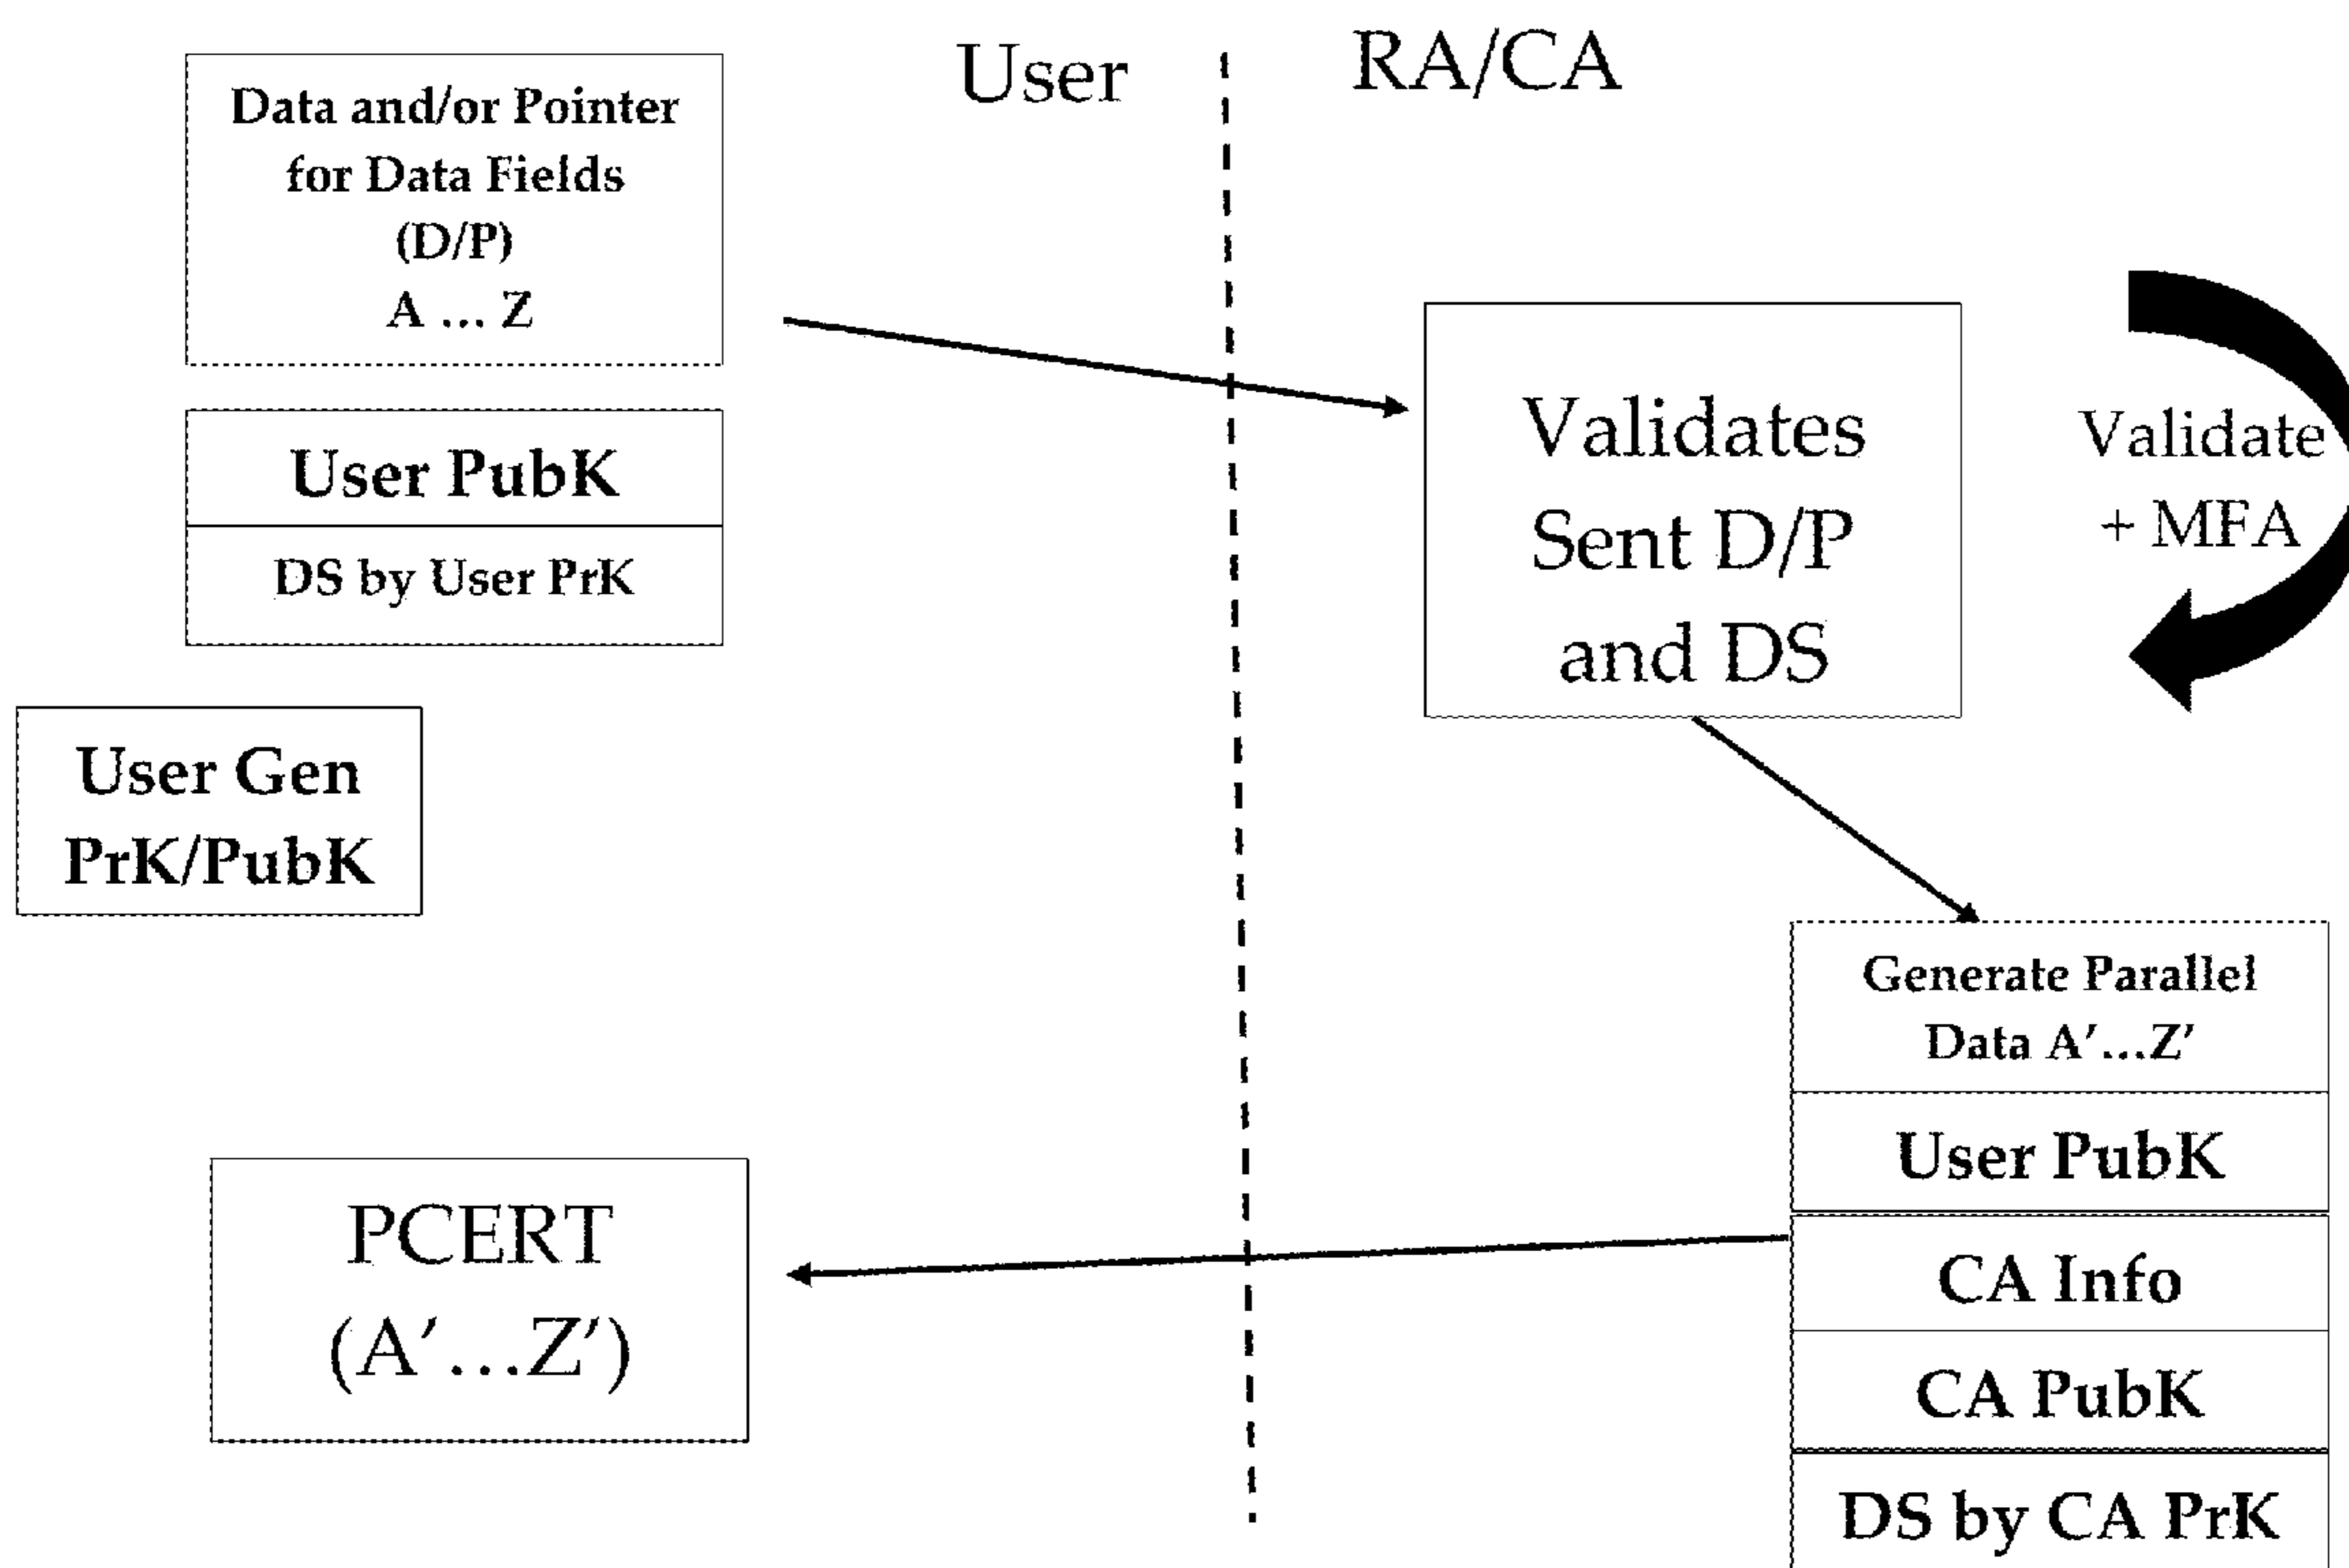 User
RA/CA
Data and/or Pointer
for Data Fields
(D/P)
A ... Z
User PubK
DS by User PrK
User Gen
PrK/PubK
Validates
Sent D/P
and DS
Validate
+ MFA
Generate Parallel
Data A'...Z'
User PubK
CA Info
CA PubK
DS by CA PrK
PCERT
(A'...Z')